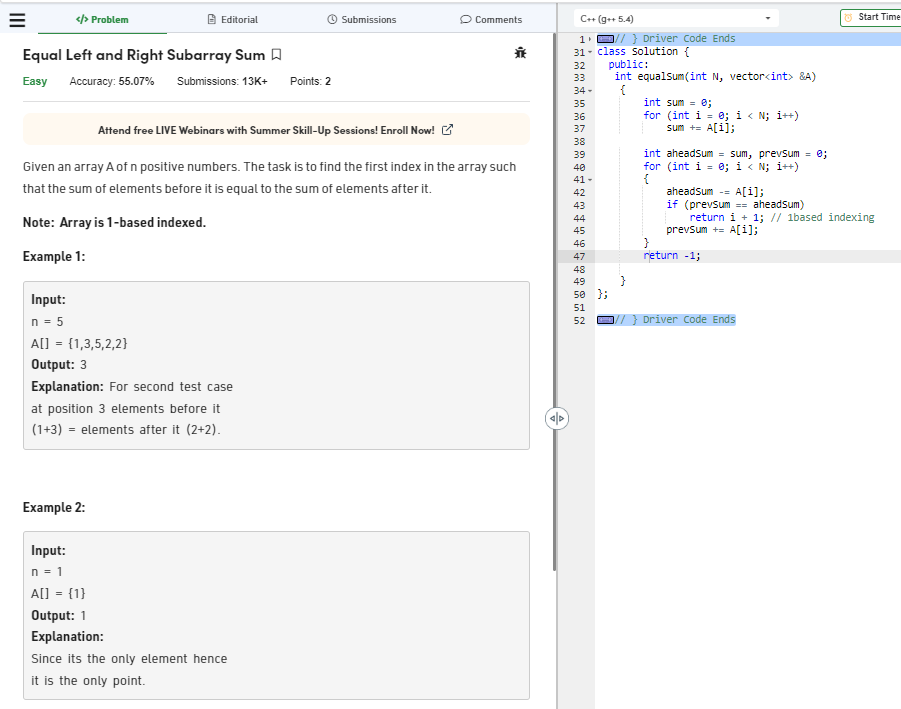 </> Problem
Editorial
Submissions
Comments
Equal Left and Right Subarray Sum
Easy Accuracy: 55.07% Submissions: 13K+ Points: 2
Attend free LIVE Webinars with Summer Skill-Up Sessions! Enroll Now!
Given an array A of n positive numbers. The task is to find the first index in the array such
that the sum of elements before it is equal to the sum of elements after it.
Note: Array is 1-based indexed.
Example 1:
Input:
n = 5
A[] = {1,3,5,2,2}
Output: 3
Explanation: For second test case
at position 3 elements before it
(1+3) = elements after it (2+2).
Example 2:
Input:
n = 1
A[] = {1}
Output: 1
Explanation:
Since its the only element hence
it is the only point.
C++ (g++ 5.4)
Start Time
1 // } Driver Code Ends
31 class Solution {
32 public:
33 int equalSum(int N, vector<int> &A)
34 {
35 int sum = 0;
36 for (int i = 0; i < N; i++)
37 sum += A[i];
38
39 int aheadSum = sum, prevSum = 0;
40 for (int i = 0; i < N; i++)
41 {
42 aheadSum -= A[i];
43 if (prevSum == aheadSum)
44 return i + 1; // 1based indexing
45 prevSum += A[i];
46 }
47 return -1;
48
49 }
50 };
51
52 // } Driver Code Ends